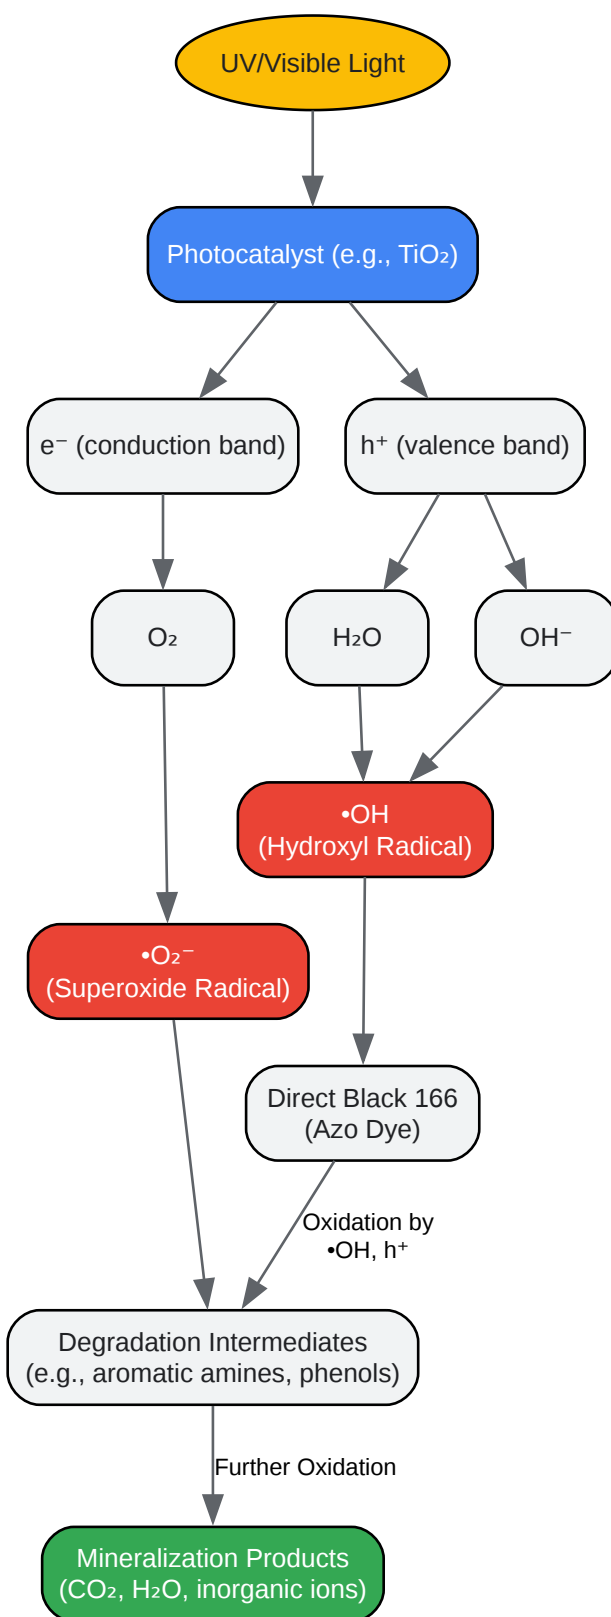 UV/Visible Light
Photocatalyst (e.g., TiO₂)
e⁻ (conduction band)
h⁺ (valence band)
O₂
H₂O
OH⁻
•OH
(Hydroxyl Radical)
•O₂⁻
(Superoxide Radical)
Direct Black 166
(Azo Dye)
Oxidation by
•OH, h⁺
Degradation Intermediates
(e.g., aromatic amines, phenols)
Further Oxidation
Mineralization Products
(CO₂, H₂O, inorganic ions)